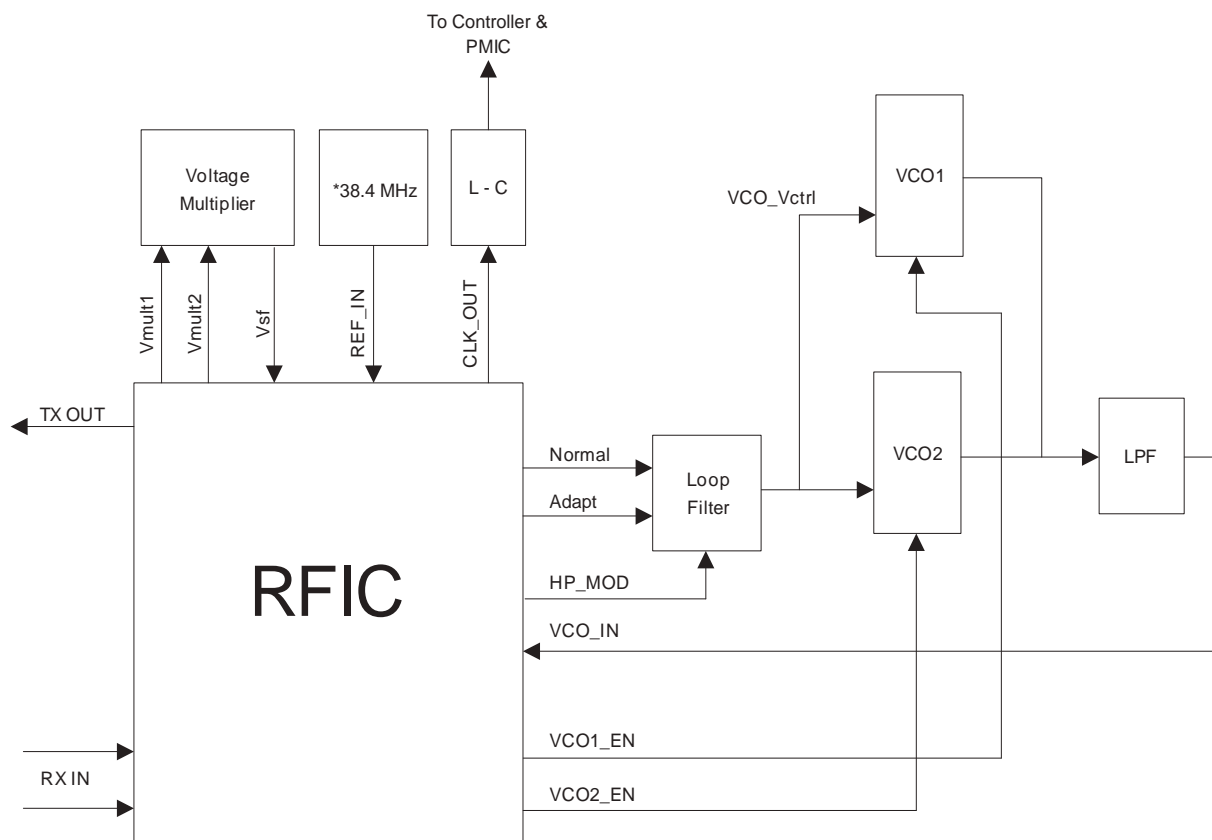 To Controller &
PMIC
Voltage
Multiplier
*38.4 MHz
L - C
VCO1
VCO_Vctrl
Vmult1
Vmult2
Vsf
REF_IN
CLK_OUT
TX OUT
Normal
Adapt
Loop
Filter
VCO2
LPF
RFIC
HP_MOD
VCO_IN
VCO1_EN
RX IN
VCO2_EN